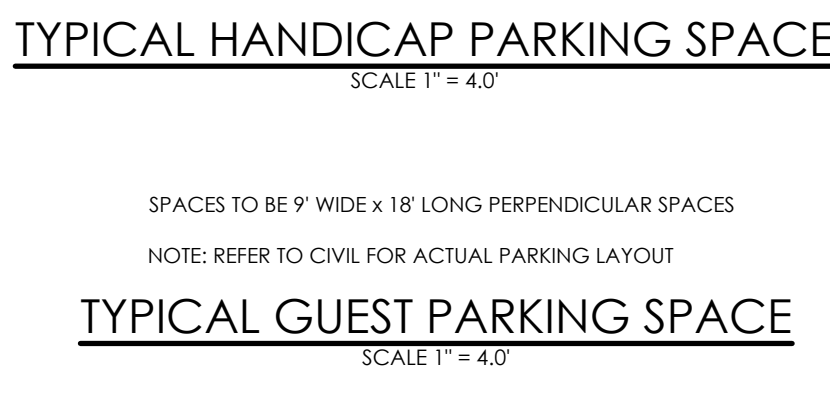 TYPICAL HANDICAP PARKING SPACE
SCALE 1" = 4.0'
SPACES TO BE 9' WIDE x 18' LONG PERPENDICULAR SPACES
NOTE: REFER TO CIVIL FOR ACTUAL PARKING LAYOUT
TYPICAL GUEST PARKING SPACE
SCALE 1" = 4.0'